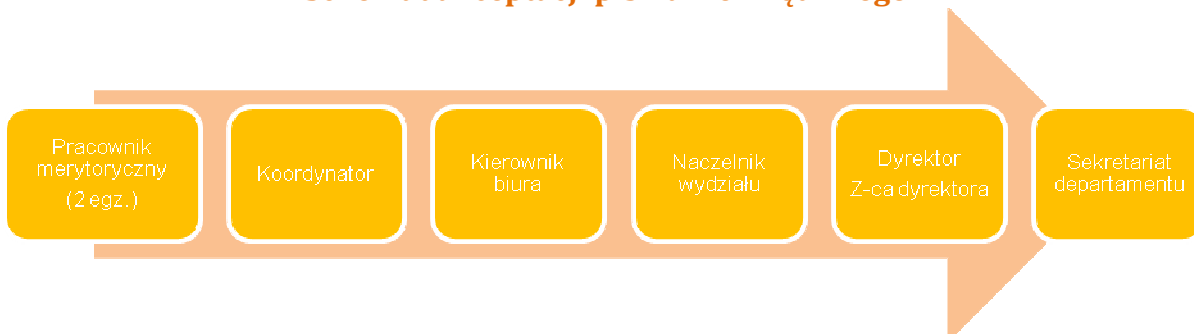 Pracownik
merytoryczny
(2 egz.)
Koordynator
Kierownik
biura
Naczelnik
wydziału
Dyrektor
Z-ca dyrektora
Sekretariat
departamentu